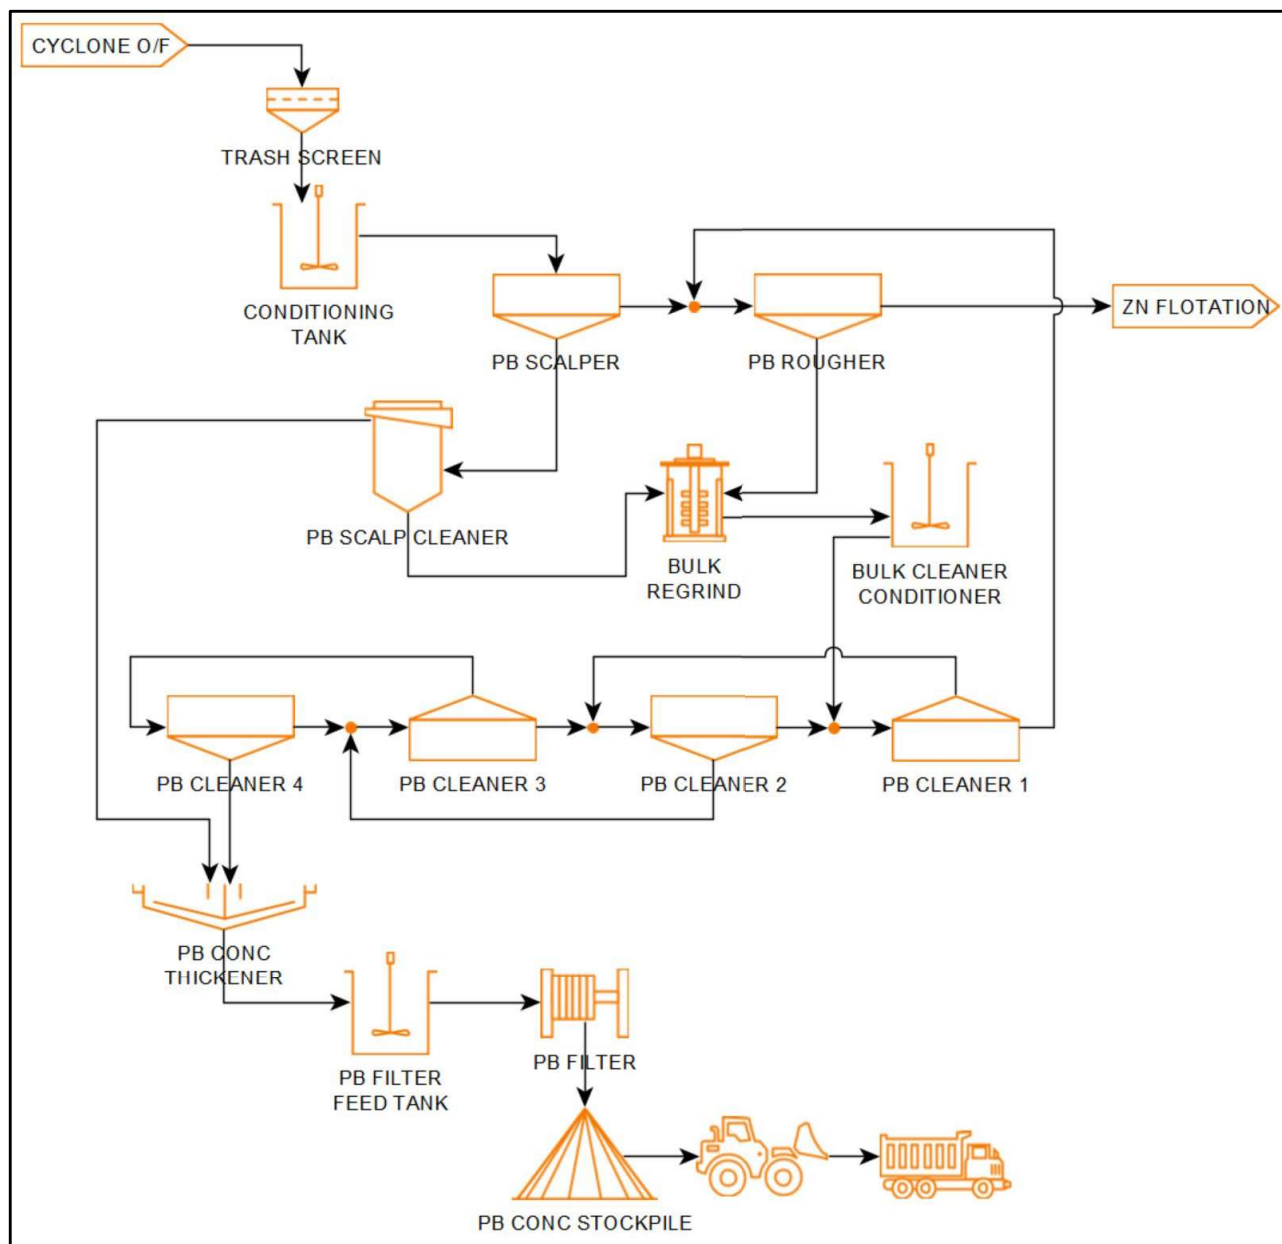 CYCLONE O/F
TRASH SCREEN
CONDITIONING
TANK
PB SCALPER
PB ROUGHER
ZN FLOTATION
PB SCALP CLEANER
BULK
REGRIND
BULK CLEANER
CONDITIONER
PB CLEANER 4
PB CLEANER 3
PB CLEANER 2
PB CLEANER 1
PB CONC
THICKENER
PB FILTER
FEED TANK
PB FILTER
PB CONC STOCKPILE